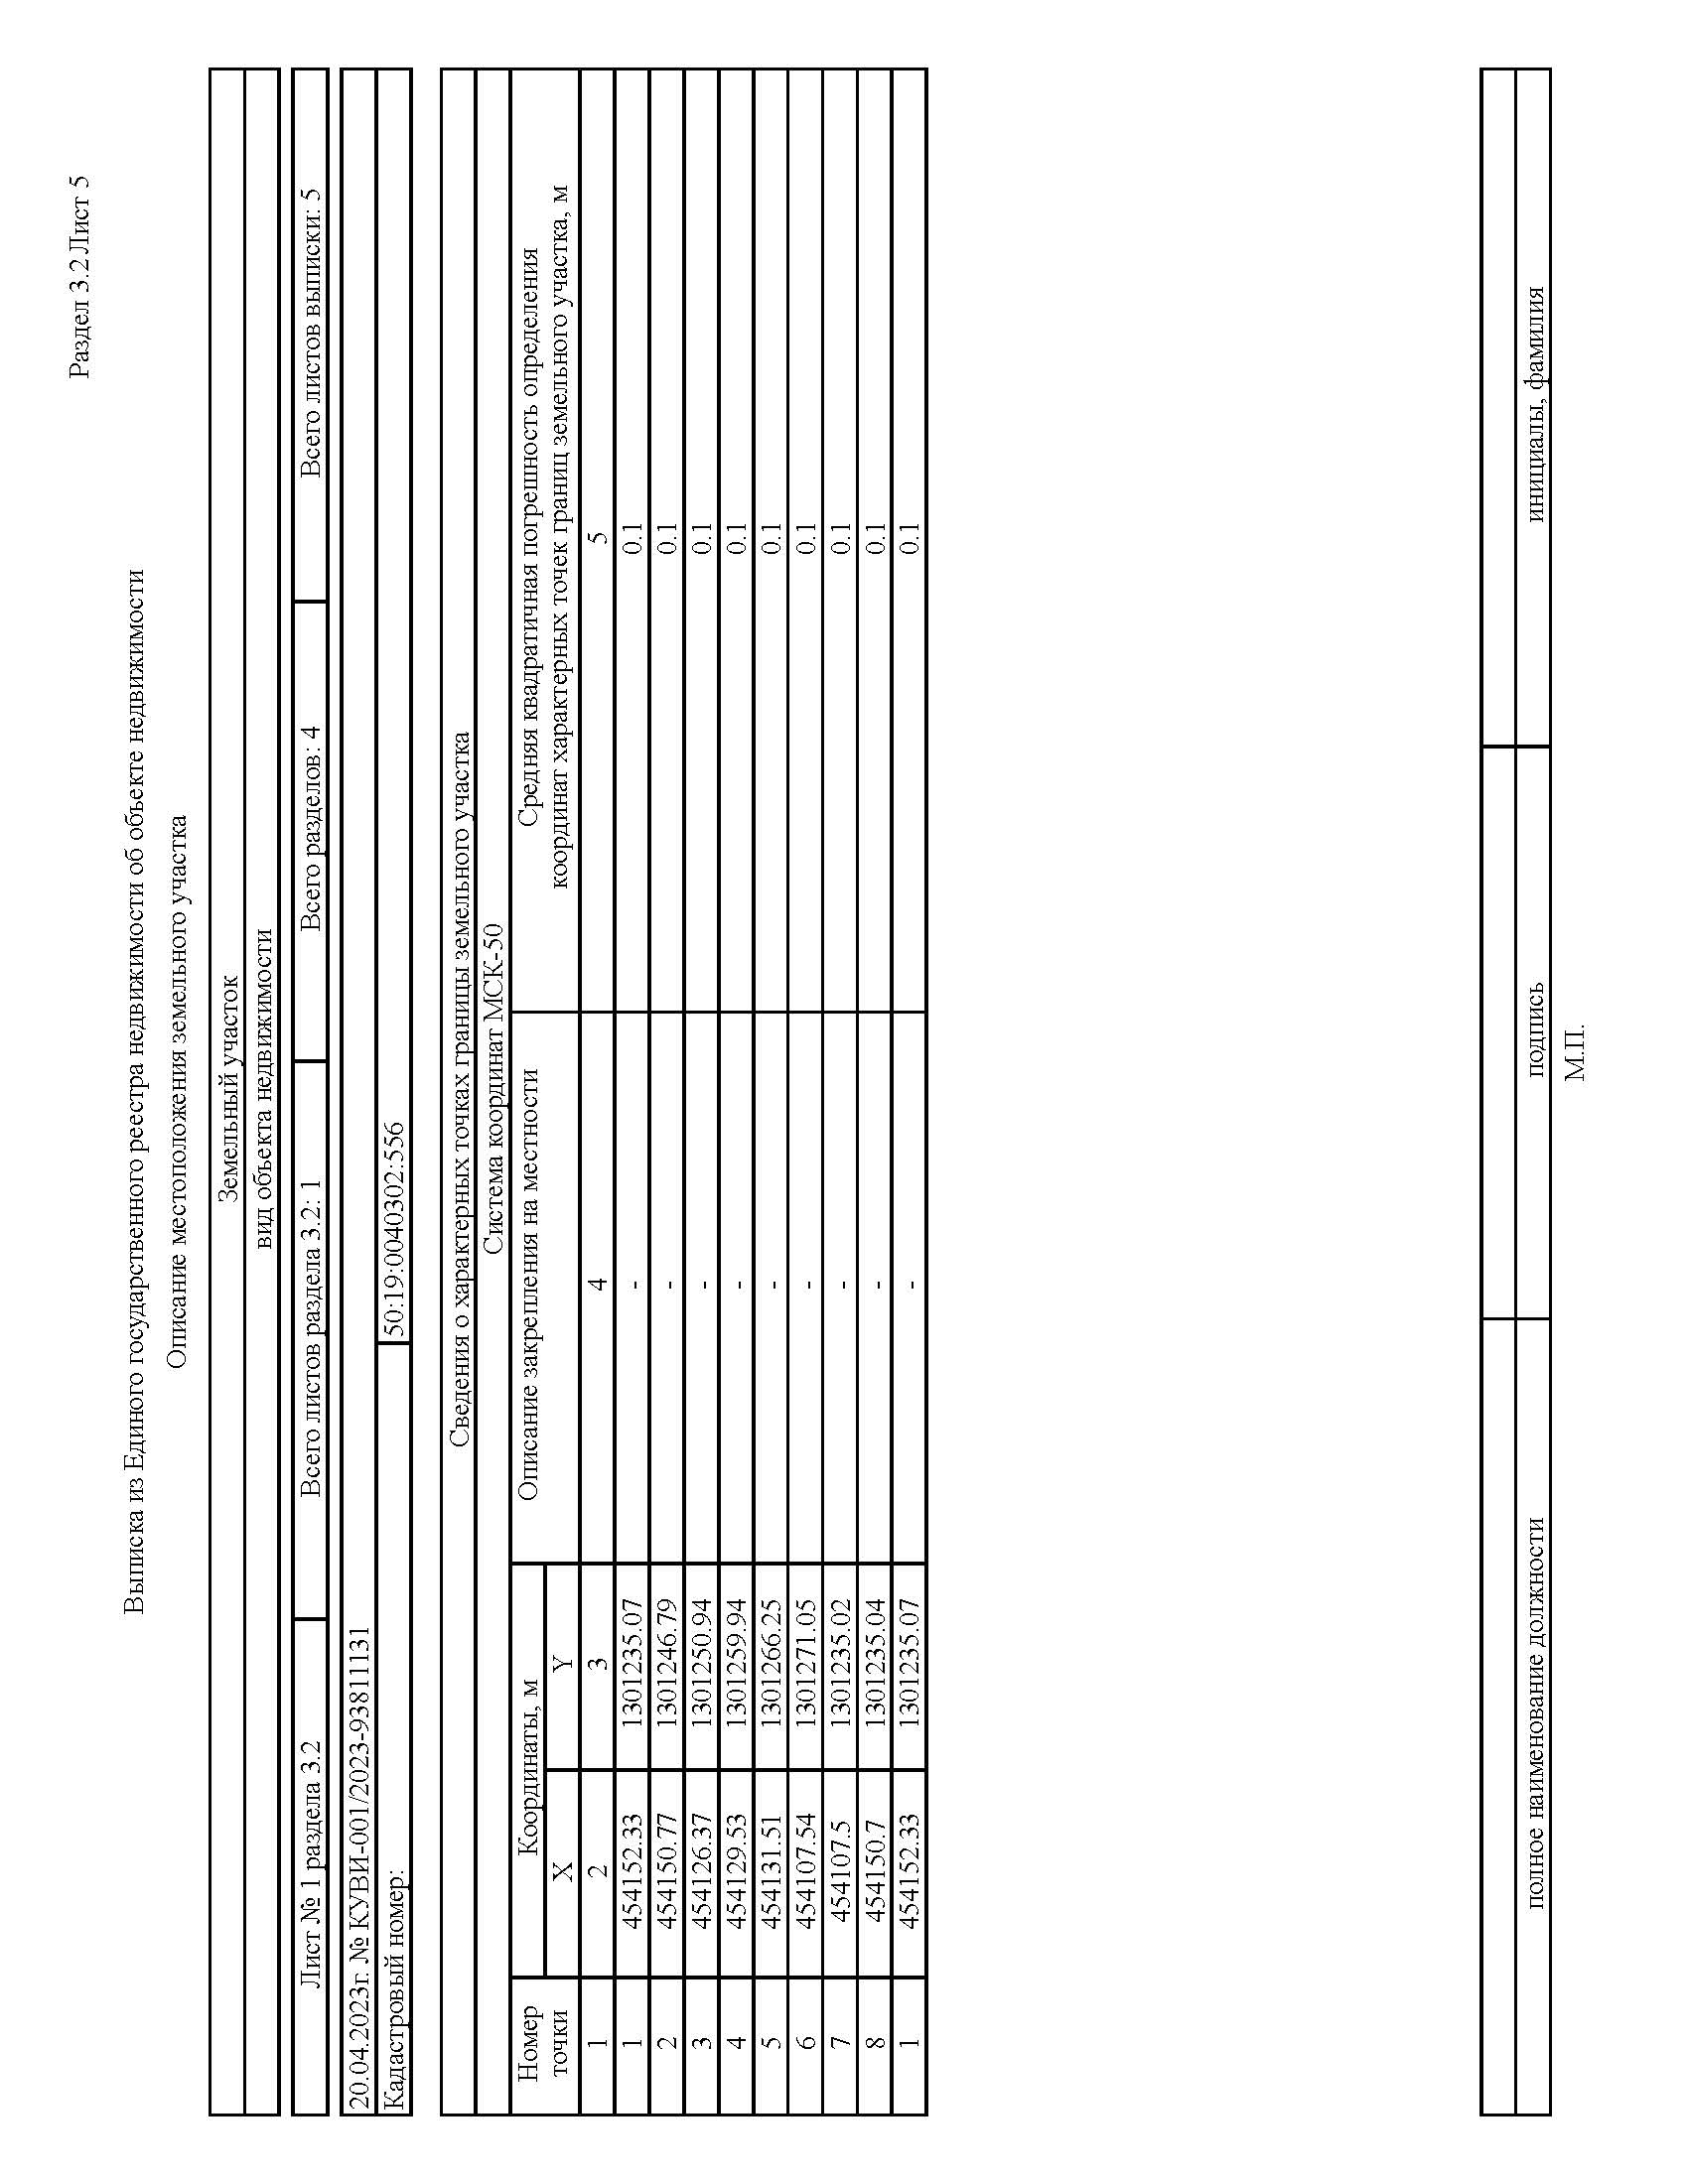 Раздел 3.2 Лист 5
Выписка из Единого государственного реестра недвижимости об объекте недвижимости
Описание местоположения земельного участка
Земельный участок
вид объекта недвижимости
Лист № 1 раздела 3.2 Всего листов раздела 3.2: 1 Всего разделов: 4 Всего листов выписки: 5
20.04.2023г. № КУВИ-001/2023-93811131
Кадастровый номер: 50:19:0040302:556
Сведения о характерных точках границы земельного участка
Система координат МСК-50
Номер точки Координаты, м Описание закрепления на местности Средняя квадратичная погрешность определения
координат характерных точек границ земельного участка, м
X Y
1 2 3 4 5
1 454152.33 1301235.07 - 0.1
2 454150.77 1301246.79 - 0.1
3 454126.37 1301250.94 - 0.1
4 454129.53 1301259.94 - 0.1
5 454131.51 1301266.25 - 0.1
6 454107.54 1301271.05 - 0.1
7 454107.5 1301235.02 - 0.1
8 454150.7 1301235.04 - 0.1
1 454152.33 1301235.07 - 0.1
полное наименование должности подпись инициалы, фамилия
М.П.